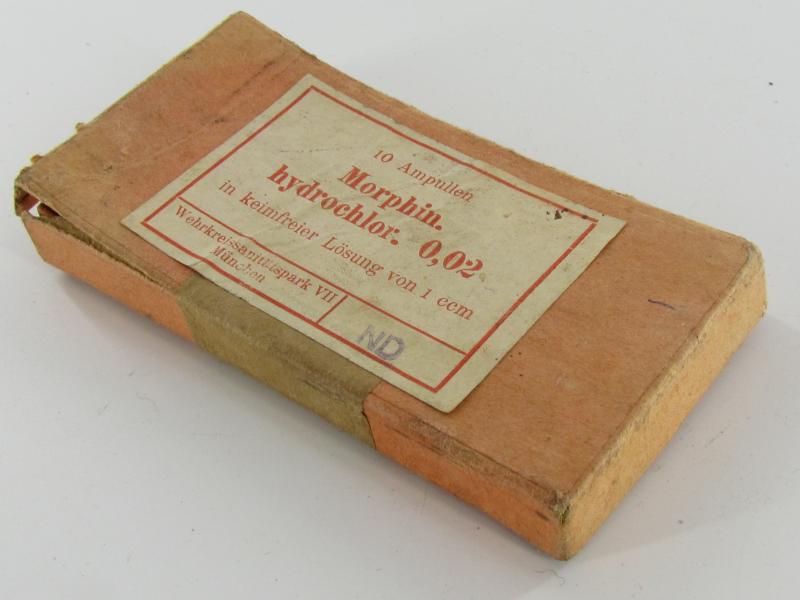 10 Ampullen
Morphin.
hydrochlor. 0,02
in keimfreier Lösung von 1 ccm
Wehrkreissanitätspark VII
München
ND